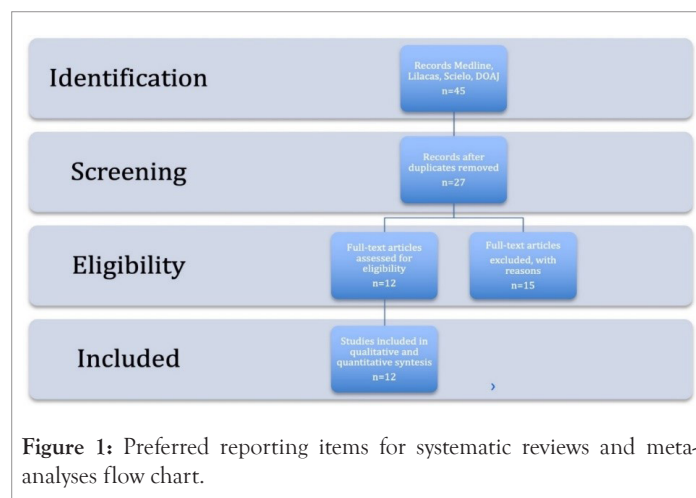 Identification
Records Medline,
Lilacas, Scielo, DOAJ
n=45
Screening
Records after
duplicates removed
n=27
Eligibility
Full-text articles
assessed for
eligibility
n=12
Full-text articles
excluded, with
reasons
n=15
Included
Studies included in
qualitative and
quantitative syntesis
n=12
Figure 1: Preferred reporting items for systematic reviews and meta-
analyses flow chart.